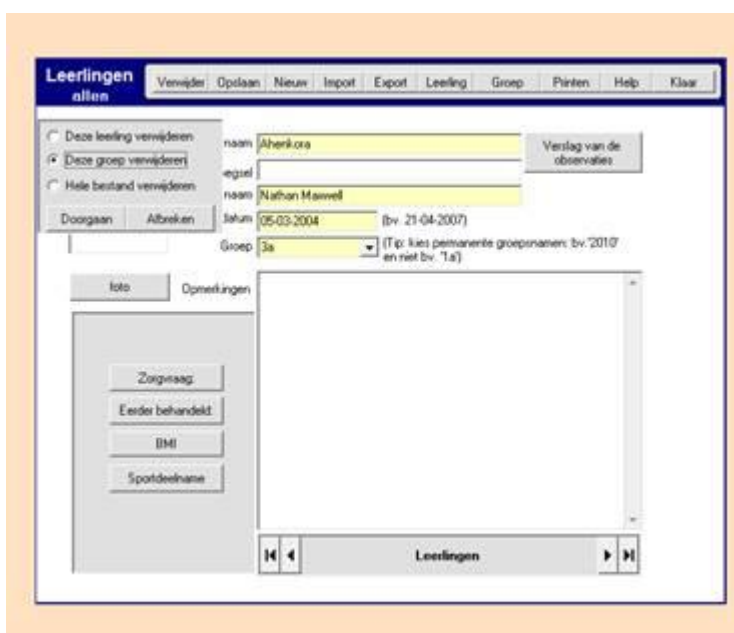 Leerlingen
allen
Verwijder Opslaan Nieuw Import Export Leerling Groep Printen Help Klaar
Deze leerling verwijderen
Deze groep verwijderen
Hele bestand verwijderen
Doorgaan Afbreken
naam Ahenkora
Verslag van de
observaties
egsel
naam Nathan Maxwell
datum 05-03-2004 (bv. 21-04-2007)
Groep 3a (Tip: kies permanente groepsnamen: bv.'2010'
en niet bv. '1a')
foto Opmerkingen
Zorgvraag
Eerder behandeld
BMI
Sportdeelname
Leerlingen